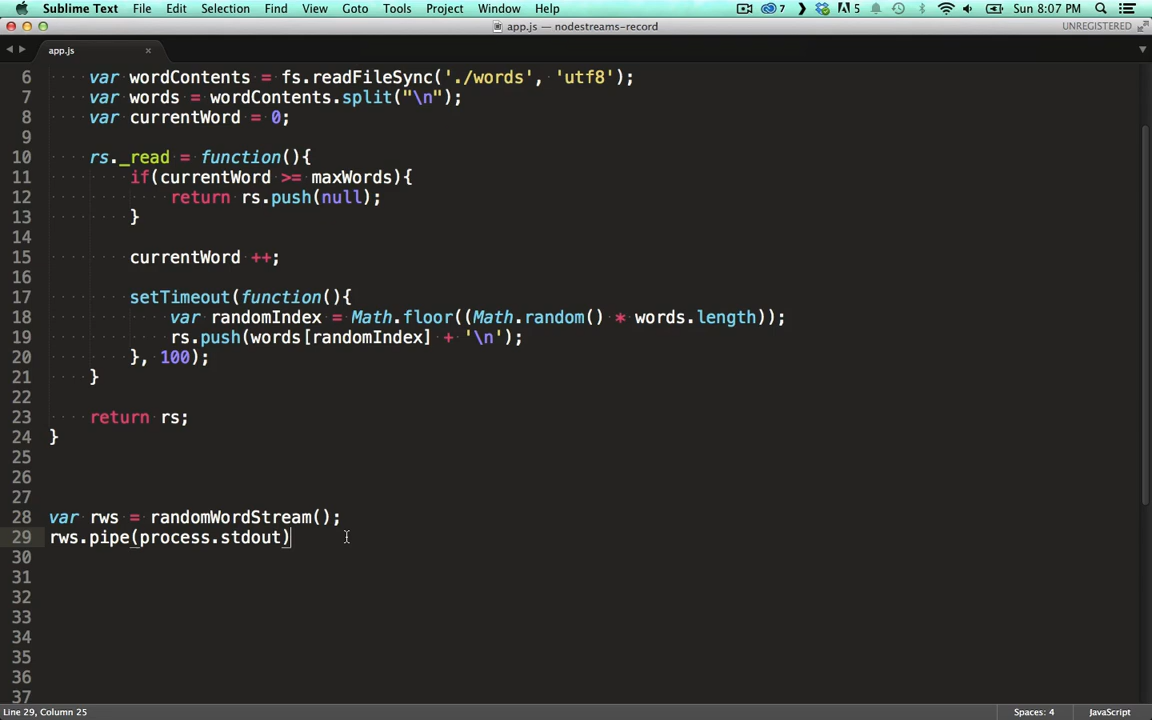 Sublime Text File Edit Selection Find View Goto Tools Project Window Help 7 5 Sun 8:07 PM
app.js — nodestreams-record UNREGISTERED
app.js ×
6 var wordContents = fs.readFileSync('./words', 'utf8');
7 var words = wordContents.split("\n");
8 var currentWord = 0;
9
10 rs._read = function(){
11 if(currentWord >= maxWords){
12 return rs.push(null);
13 }
14
15 currentWord ++;
16
17 setTimeout(function(){
18 var randomIndex = Math.floor((Math.random() * words.length));
19 rs.push(words[randomIndex] + '\n');
20 }, 100);
21 }
22
23 return rs;
24 }
25
26
27
28 var rws = randomWordStream();
29 rws.pipe(process.stdout)
30
31
32
33
34
35
36
37
Line 29, Column 25 Spaces: 4 JavaScript